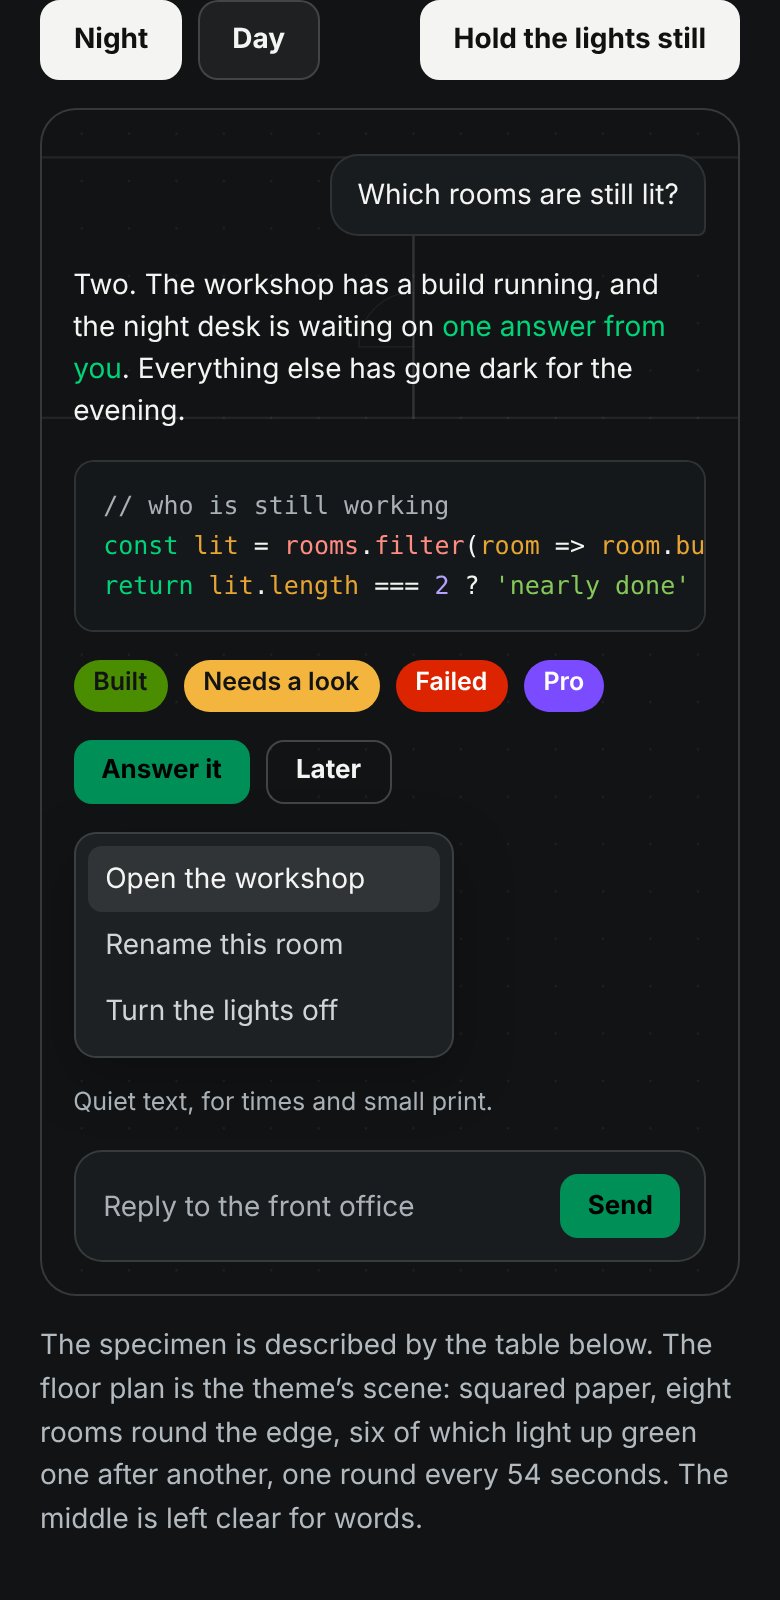 Night
Day
Hold the lights still
Which rooms are still lit?
Two. The workshop has a build running, and
the night desk is waiting on one answer from
you. Everything else has gone dark for the
evening.
// who is still working
const lit = rooms.filter(room => room.bu
return lit.length === 2 ? 'nearly done'
Built
Needs a look
Failed
Pro
Answer it
Later
Open the workshop
Rename this room
Turn the lights off
Quiet text, for times and small print.
Reply to the front office
Send
The specimen is described by the table below. The
floor plan is the theme’s scene: squared paper, eight
rooms round the edge, six of which light up green
one after another, one round every 54 seconds. The
middle is left clear for words.